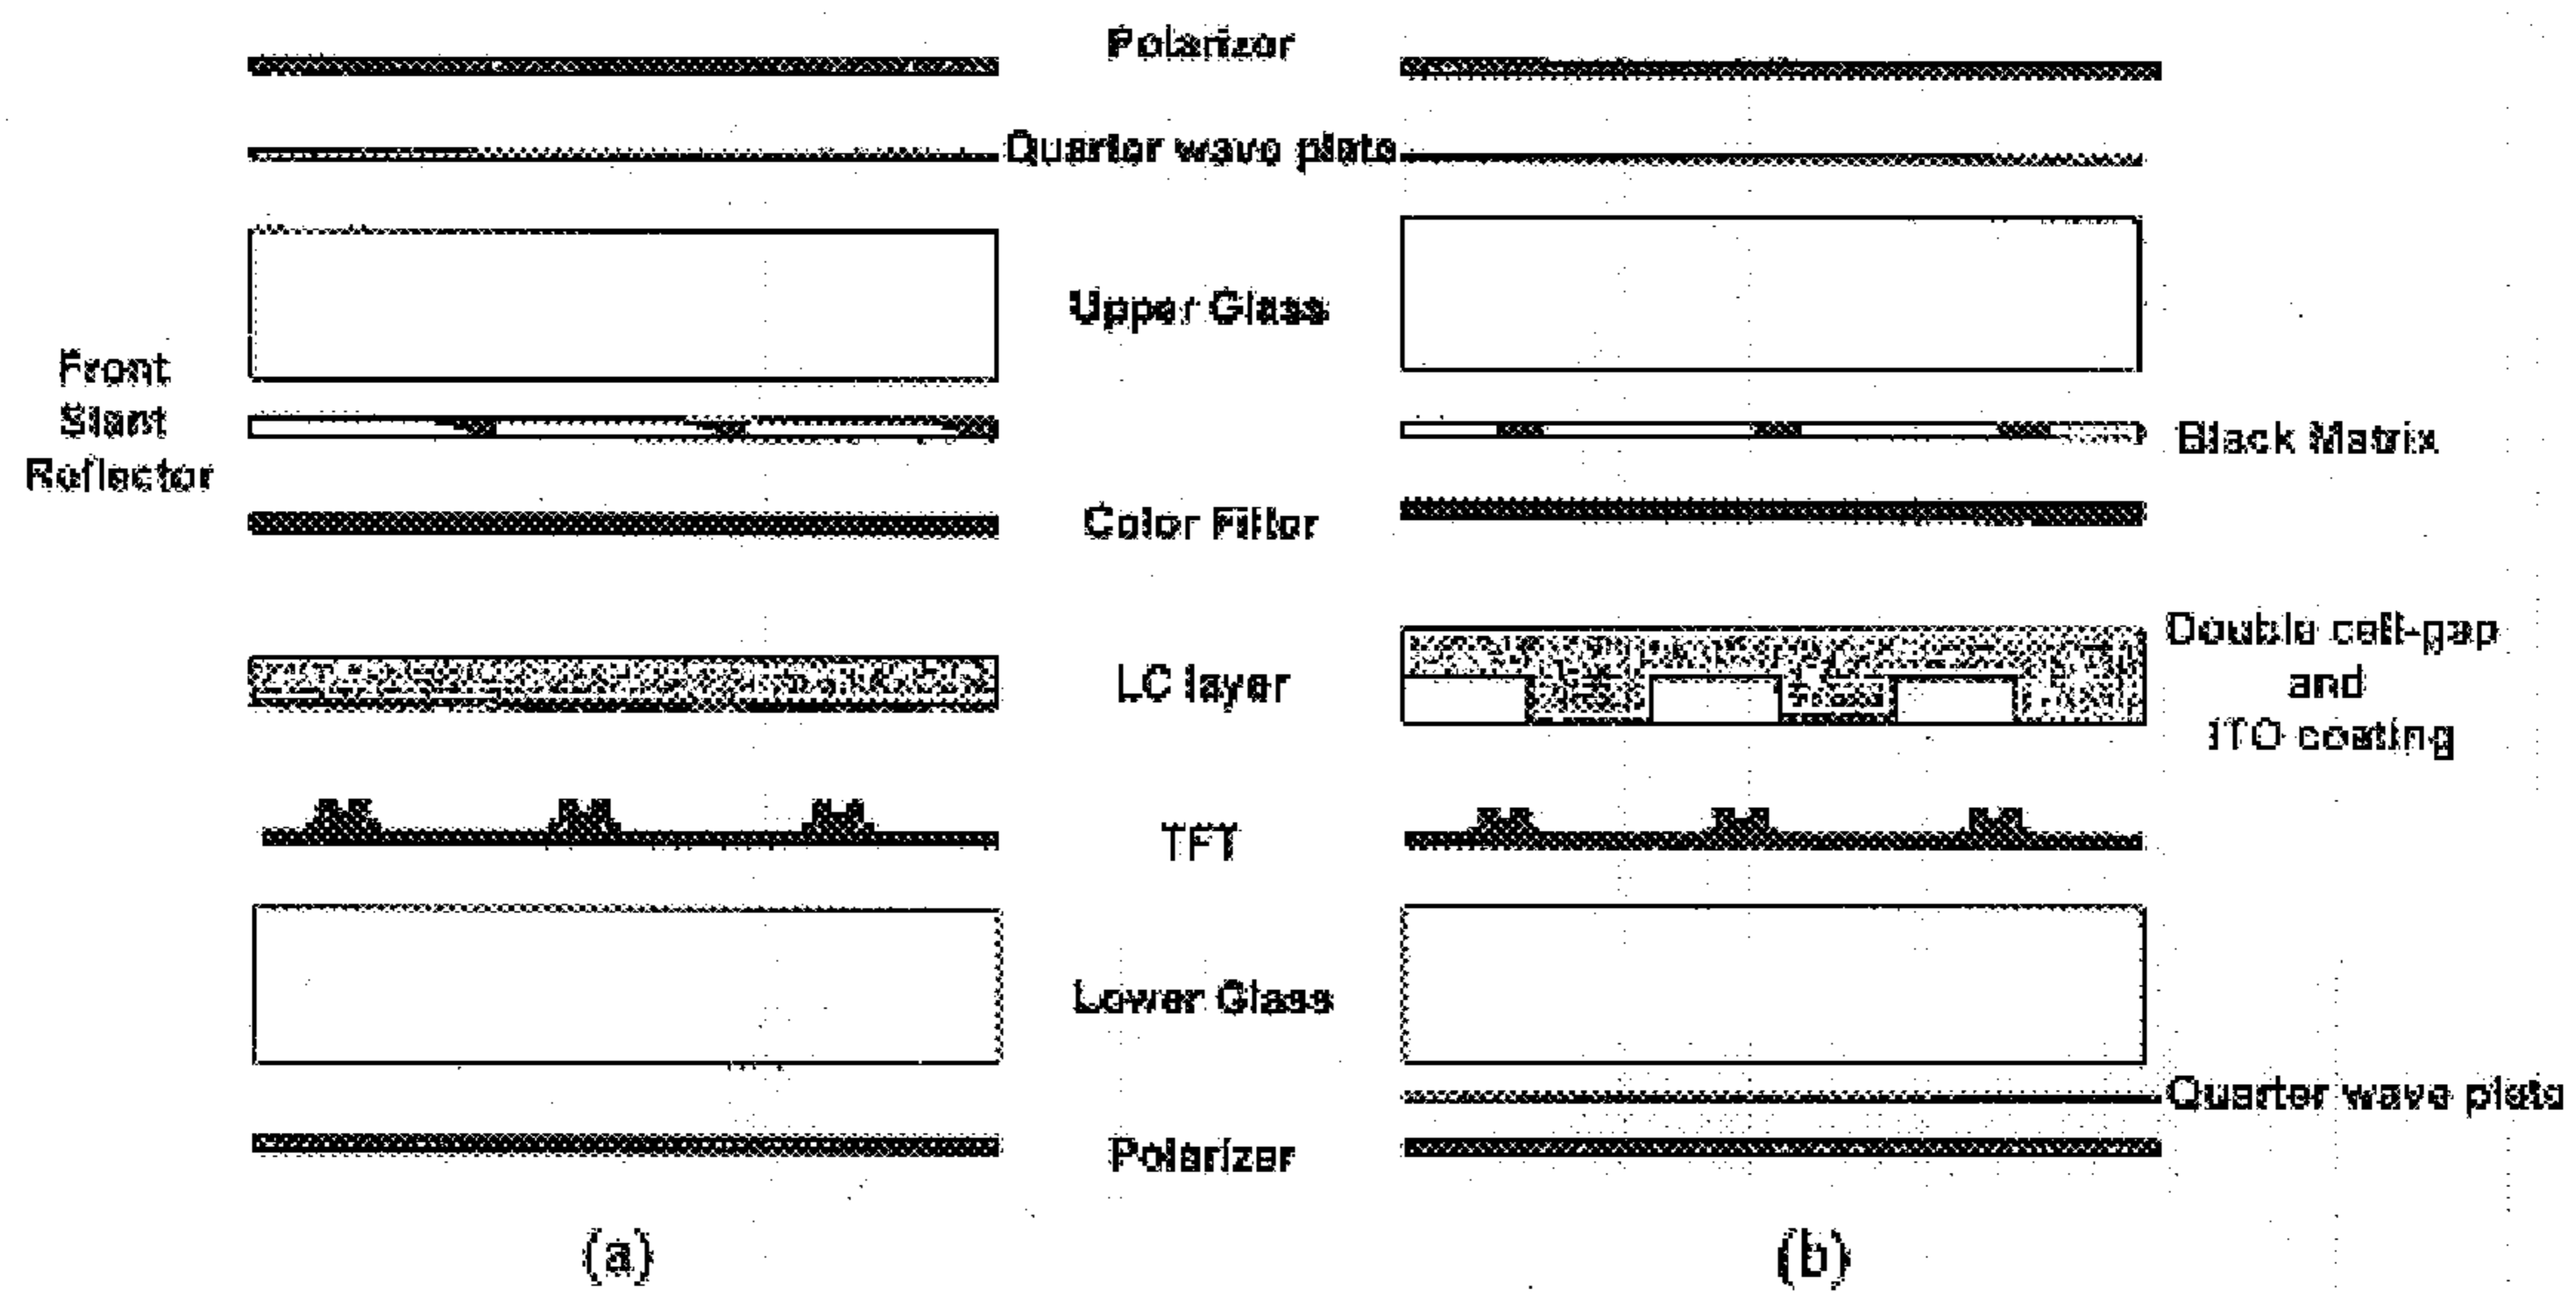 Polarizer
Quarter wave plate
Upper Glass
Front
Slant
Reflector
Black Matrix
Color Filter
Double cell-gap
and
ITO coating
LC layer
TFT
Lower Glass
Quarter wave plate
Polarizer
(a)
(b)